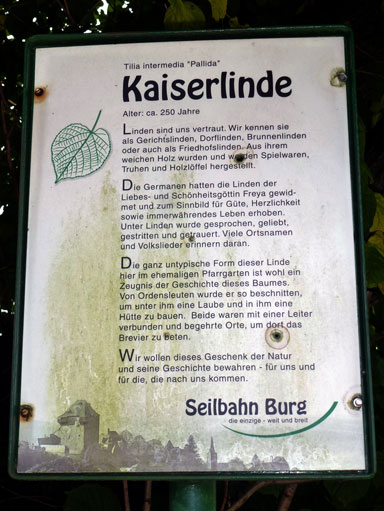 Tilia intermedia "Pallida"
Kaiserlinde
Alter: ca. 250 Jahre
Linden sind uns vertraut. Wir kennen sie
als Gerichtslinden, Dorflinden, Brunnenlinden
oder auch als Friedhofslinden. Aus ihrem
weichen Holz wurden und werden Spielwaren,
Truhen und Holzlöffel hergestellt.
Die Germanen hatten die Linden der
Liebes- und Schönheitsgöttin Freya gewid-
met und zum Sinnbild für Güte, Herzlichkeit
sowie immerwährendes Leben erhoben.
Unter Linden wurde gesprochen, geliebt,
gestritten und getrauert. Viele Ortsnamen
und Volkslieder erinnern daran.
Die ganz untypische Form dieser Linde
hier im ehemaligen Pfarrgarten ist wohl ein
Zeugnis der Geschichte dieses Baumes.
Von Ordensleuten wurde er so beschnitten,
um unter ihm eine Laube und in ihm eine
Hütte zu bauen. Beide waren mit einer Leiter
verbunden und begehrte Orte, um dort das
Brevier zu beten.
Wir wollen dieses Geschenk der Natur
und seine Geschichte bewahren - für uns und
für die, die nach uns kommen.
Seilbahn Burg
die einzige - weit und breit